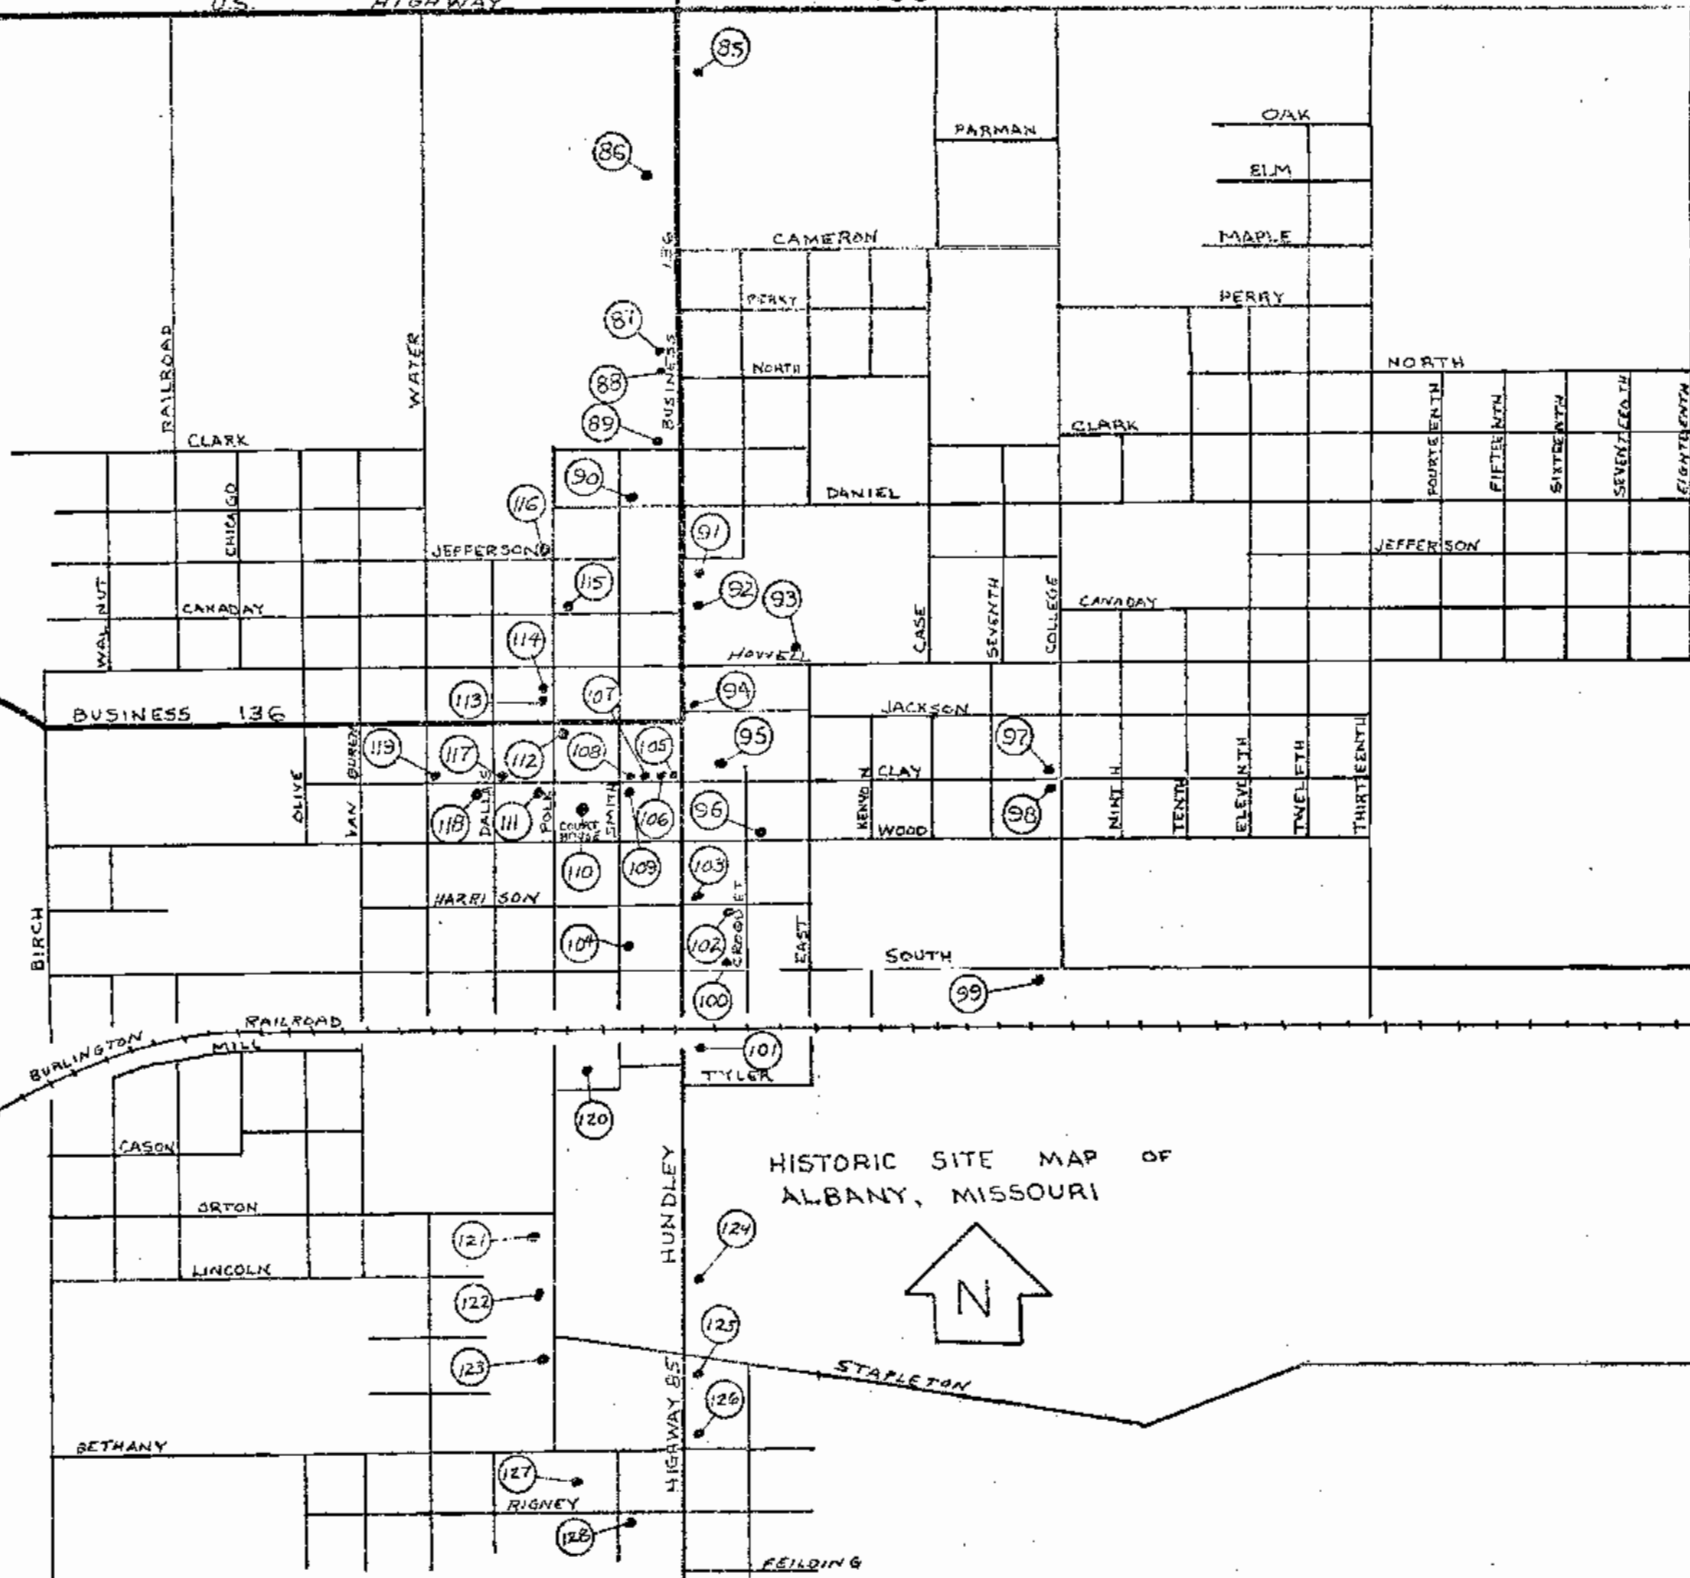 U.S. HIGHWAY
85
86
PARMAN
OAK
ELM
MAPLE
CAMERON
136
PERRY
PERRY
87
88
89
BUSINESS
NORTH
NORTH
RAILROAD
WATER
CLARK
CLARK
FOURTEENTH
FIFTEENTH
SIXTEENTH
SEVENTEENTH
EIGHTEENTH
90
DANIEL
CHICAGO
116
91
JEFFERSON
JEFFERSON
115
92
93
WALNUT
CANADAY
CANADAY
CASE
SEVENTH
COLLEGE
114
HOWELL
113
107
94
BUSINESS 136
JACKSON
119
117
112
108
105
95
97
OLIVE
VAN BUREN
CLAY
KENYON
WOOD
118
DALLAS
111
POLK
COURT
HOUSE
SMITH
106
96
98
NINTH
TENTH
ELEVENTH
TWELFTH
THIRTEENTH
110
109
103
HARRISON
BIRCH
104
102
CROCKET
EAST
SOUTH
100
99
BURLINGTON RAILROAD
MILL
101
TYLER
120
CASON
HISTORIC SITE MAP OF
ALBANY, MISSOURI
N
ORTON
121
HUNDLEY
124
LINCOLN
122
125
123
STAPLETON
126
HIGHWAY 85
BETHANY
127
RIGNEY
128
FEILDING